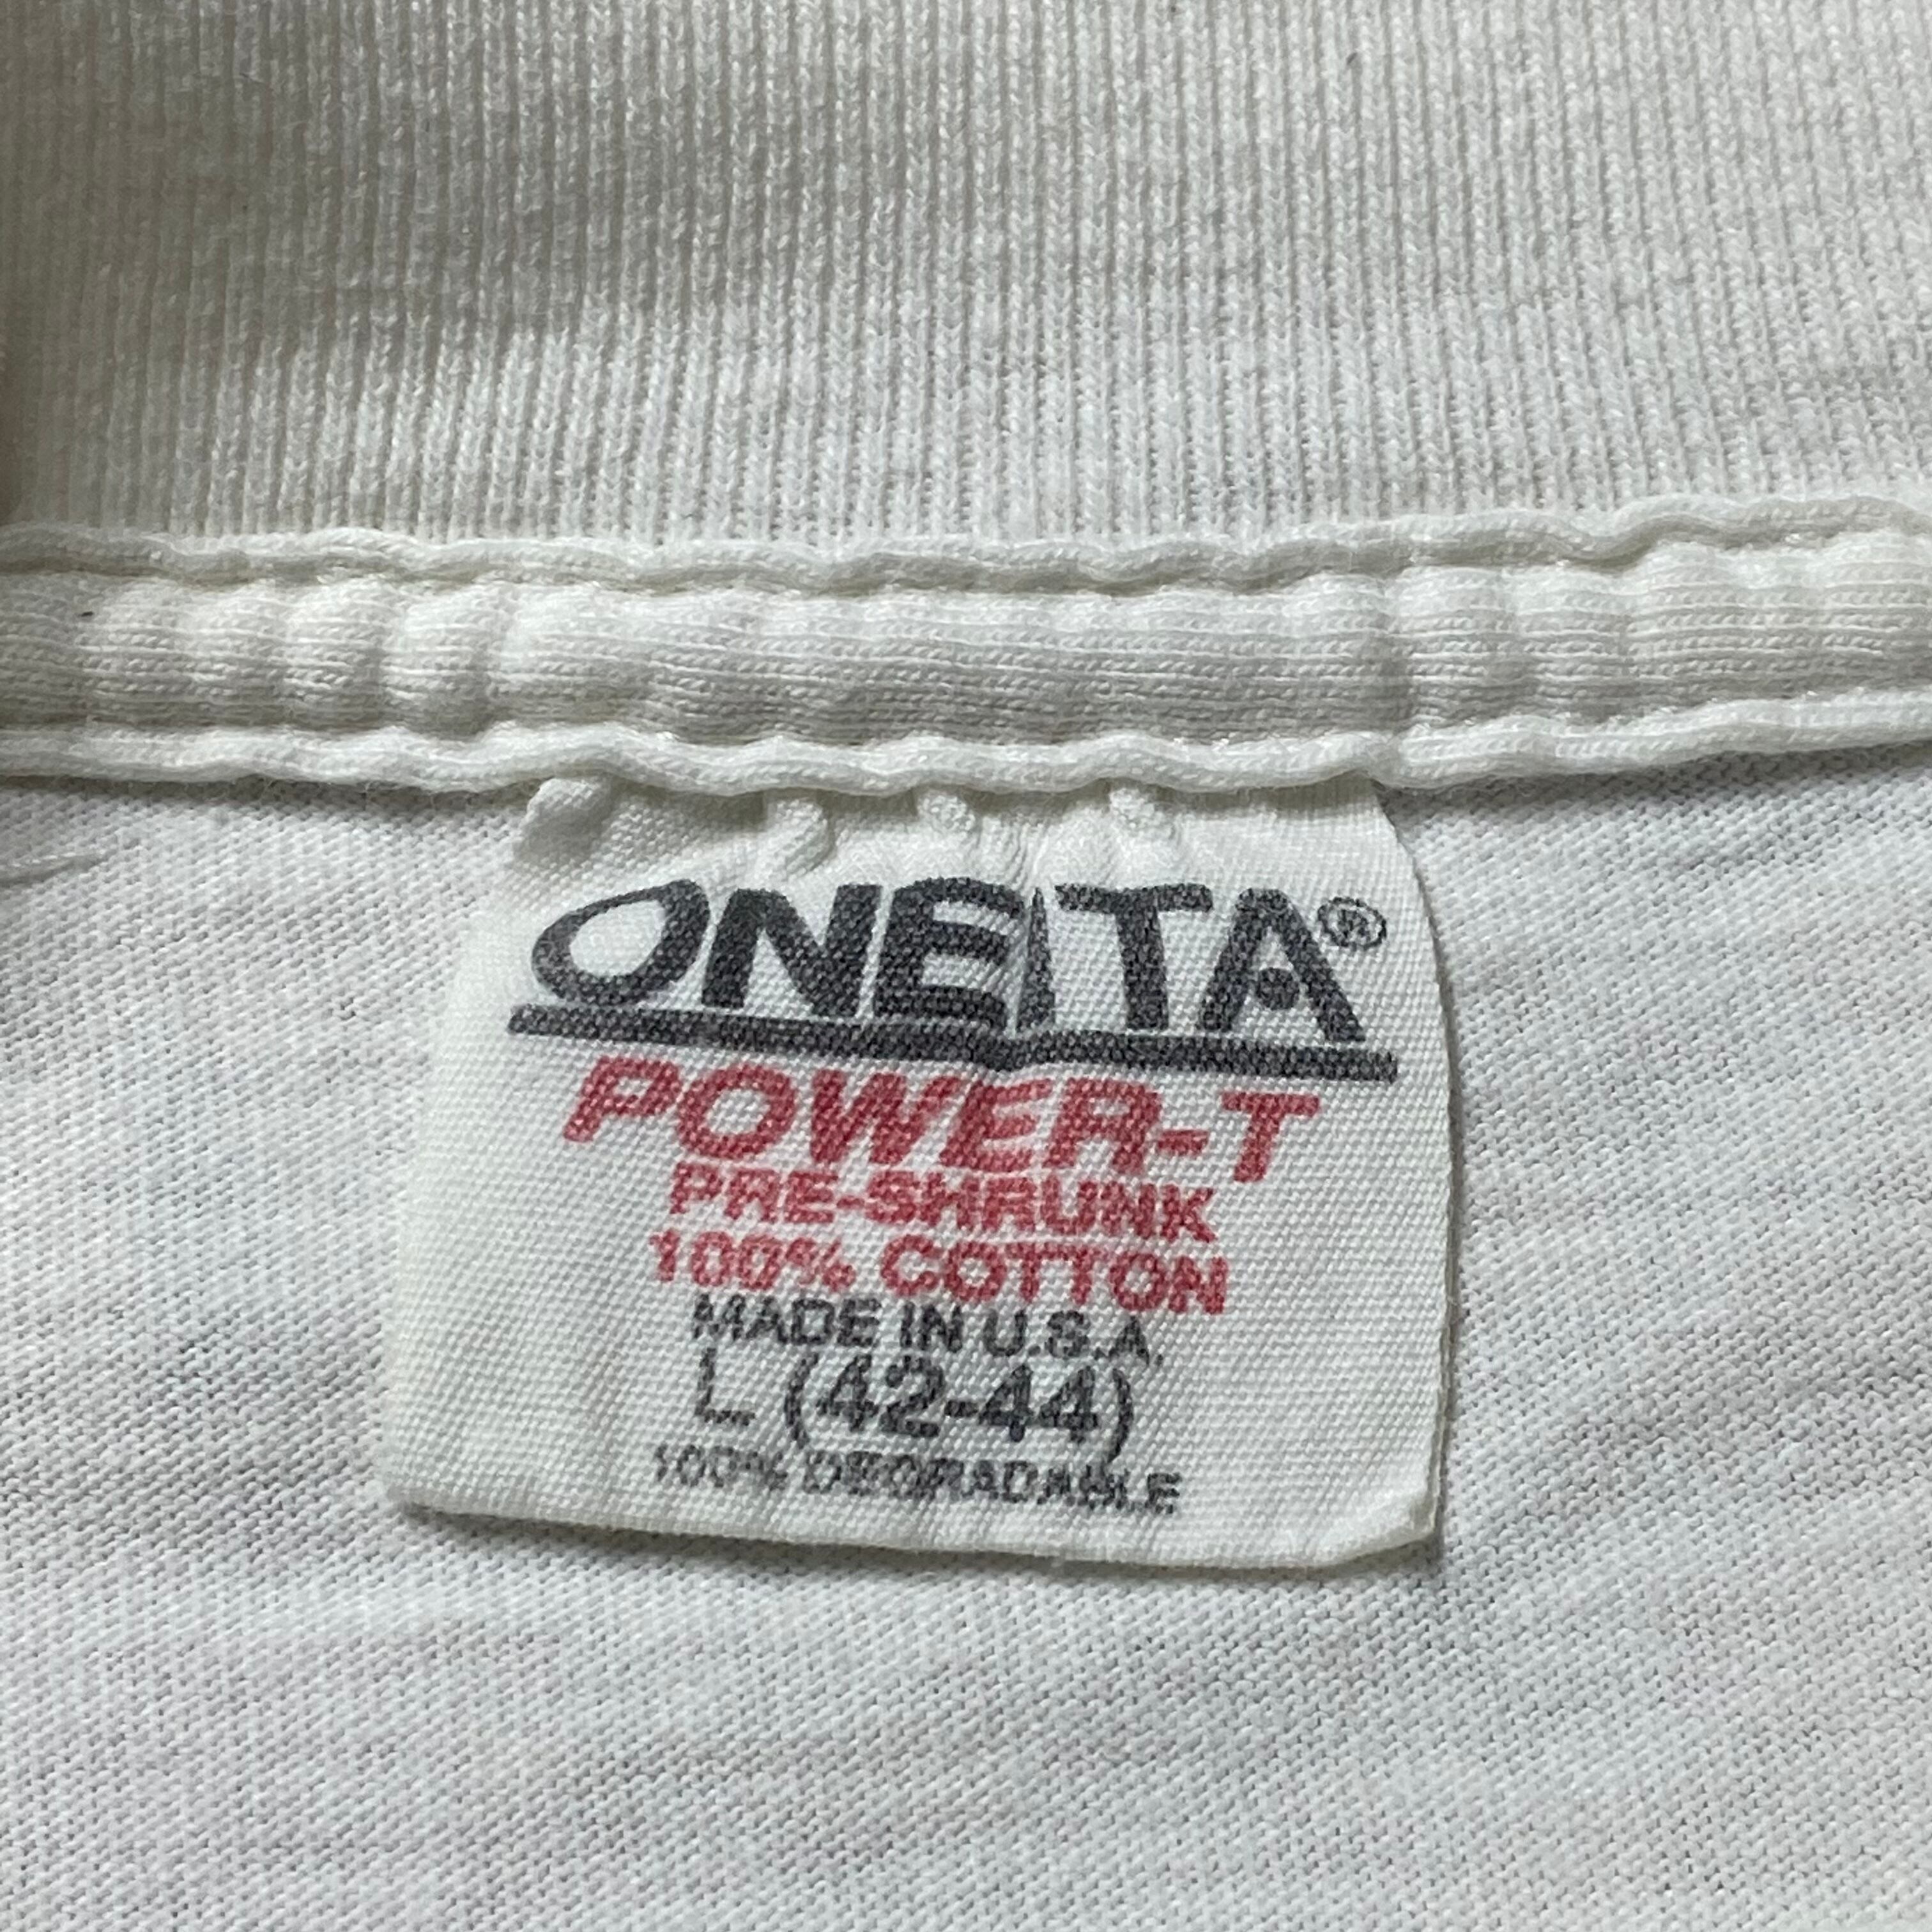 ONEITA®
POWER-T
PRE-SHRUNK
100% COTTON
MADE IN U.S.A.
L (42-44)
100% DEGRADABLE